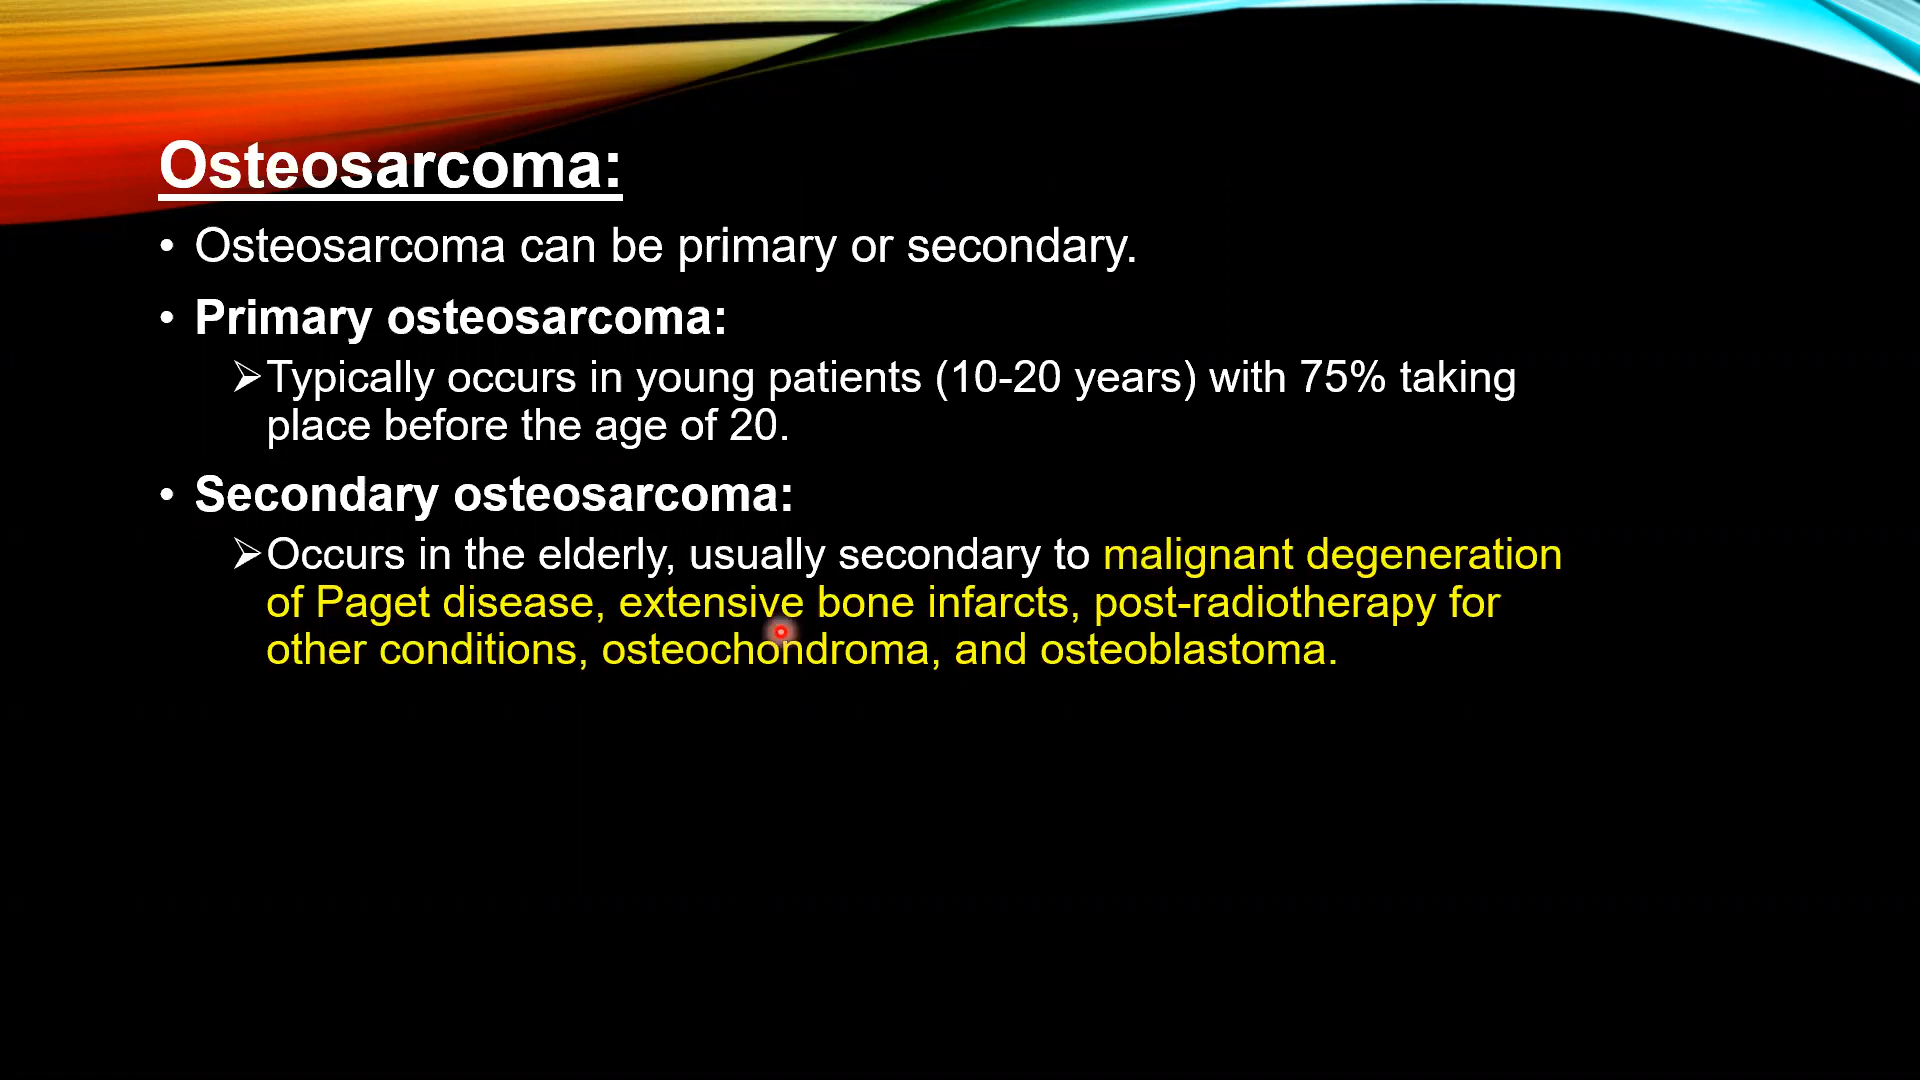 Osteosarcoma:
• Osteosarcoma can be primary or secondary.
• Primary osteosarcoma:
➢Typically occurs in young patients (10-20 years) with 75% taking
place before the age of 20.
• Secondary osteosarcoma:
➢Occurs in the elderly, usually secondary to malignant degeneration
of Paget disease, extensive bone infarcts, post-radiotherapy for
other conditions, osteochondroma, and osteoblastoma.